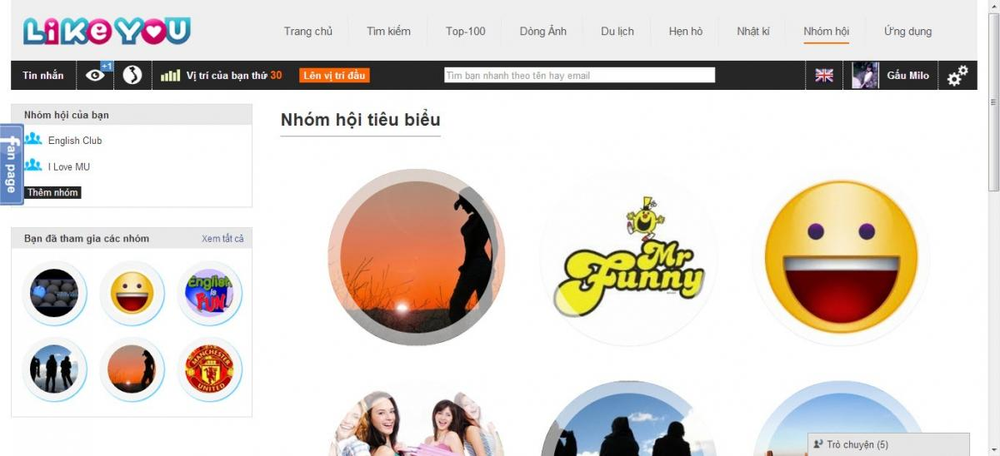 LiKe YOU
Trang chủ Tìm kiếm Top-100 Dòng Ảnh Du lịch Hẹn hò Nhật kí Nhóm hội Ứng dụng
Tin nhắn +1 Vị trí của bạn thứ 30 Lên vị trí đầu Tìm bạn nhanh theo tên hay email Gấu Milo
Nhóm hội của bạn
English Club
I Love MU
Thêm nhóm
fan page
Bạn đã tham gia các nhóm Xem tất cả
English
is
FUN!
MANCHESTER
UNITED
Nhóm hội tiêu biểu
Mr
Funny
Trò chuyện (5)